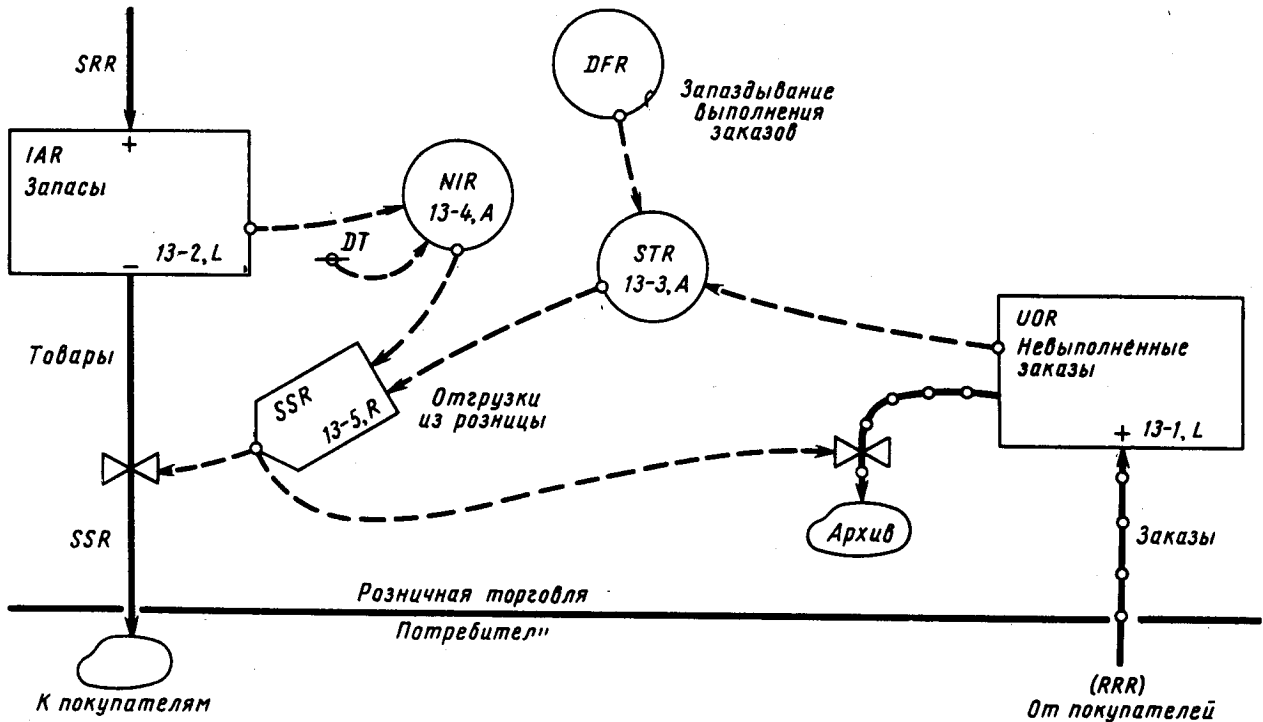 SRR
DFR
Запаздывание
выполнения
заказов
+
IAR
Запасы
13-2, L
−
NIR
13-4, A
DT
STR
13-3, A
UOR
Невыполненные
заказы
+ 13-1, L
Товары
SSR
13-5, R
Отгрузки
из розницы
SSR
Архив
Заказы
Розничная торговля
Потребители
К покупателям
(RRR)
От покупателей